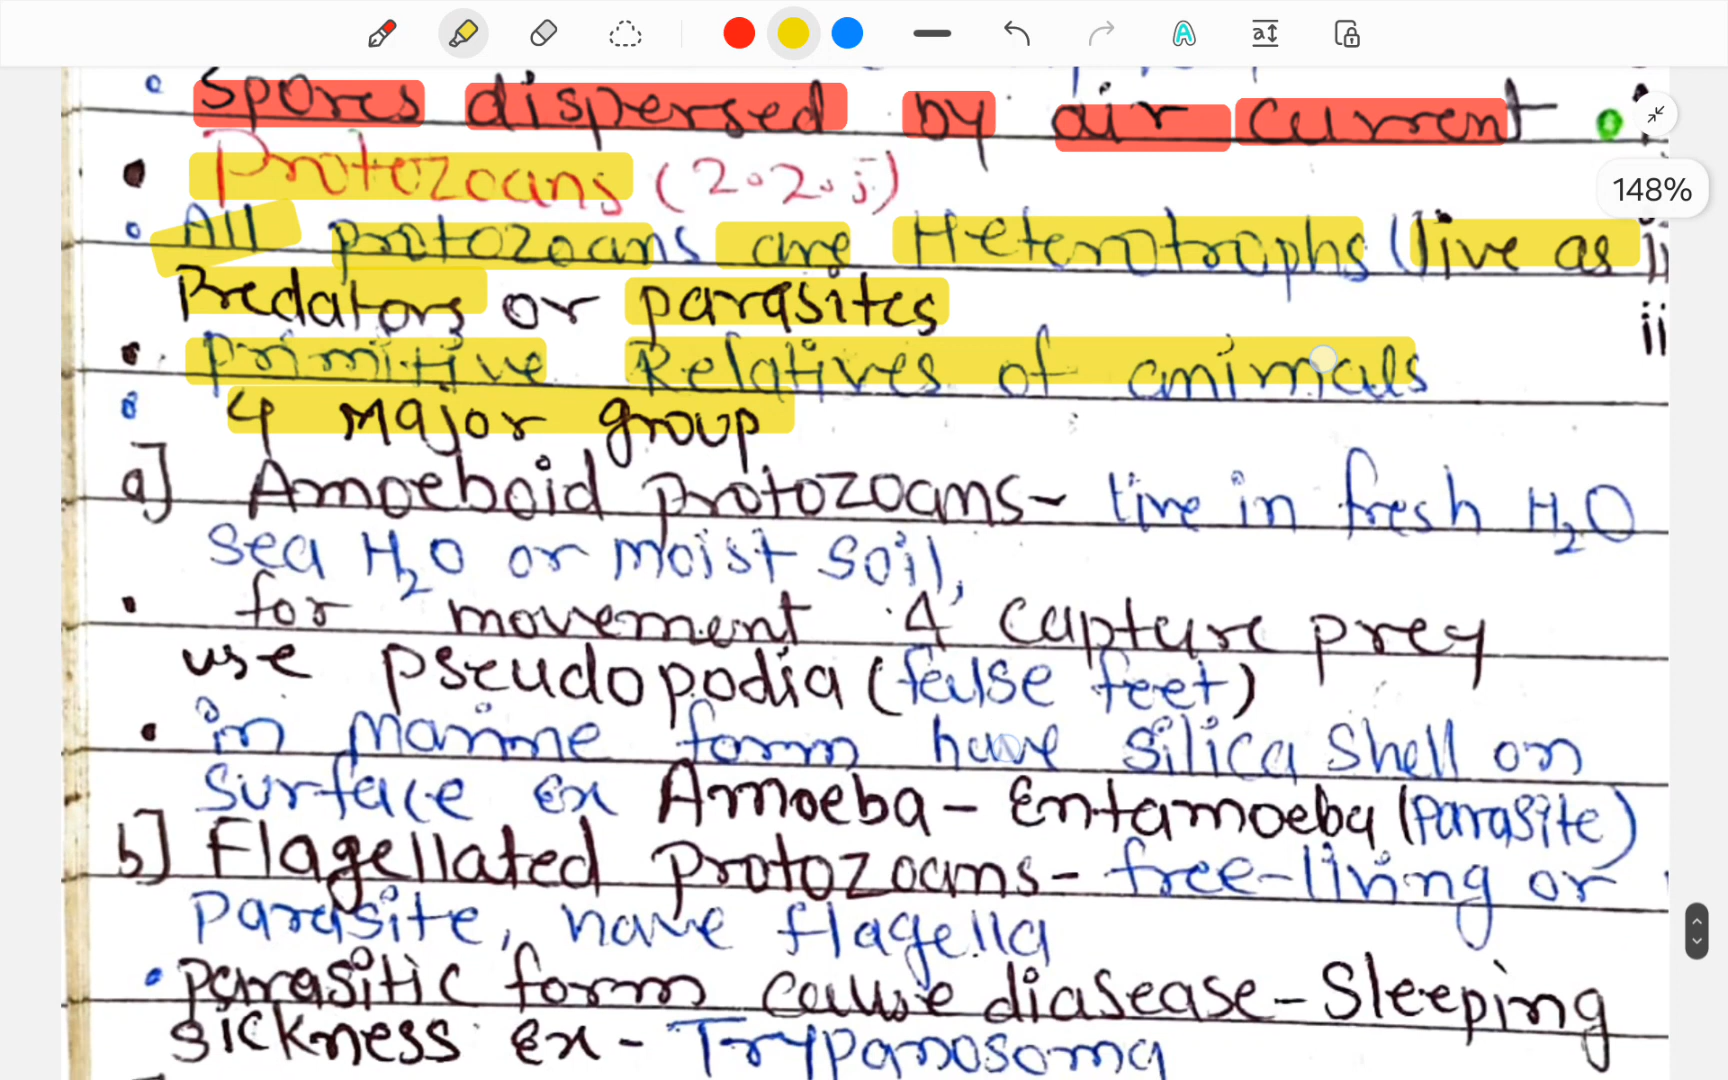 148%
Spores dispersed by air current.
Protozoans (2.2.5)
All protozoans are Heterotrophs (live as
Predators or parasites
primitive Relatives of animals
4 Major group
a] Amoeboid protozoans - live in fresh H2O
Sea H2O or moist soil,
for movement & capture prey
use pseudopodia (false feet)
in marine form have silica shell on
surface Ex Amoeba - Entamoeba (Parasite)
b] Flagellated protozoans - free-living or
Parasite, have flagella
parasitic form cause diasease - Sleeping
sickness Ex - Trypanosoma
ii